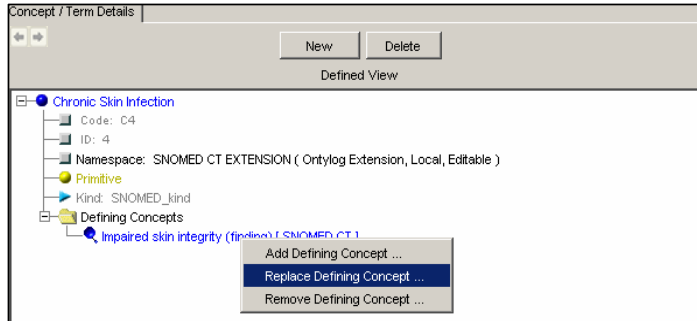 Concept / Term Details
New Delete
Defined View
Chronic Skin Infection
Code: C4
ID: 4
Namespace: SNOMED CT EXTENSION ( Ontylog Extension, Local, Editable )
Primitive
Kind: SNOMED_kind
Defining Concepts
Impaired skin integrity (finding) [ SNOMED CT ]
Add Defining Concept ...
Replace Defining Concept ...
Remove Defining Concept ...